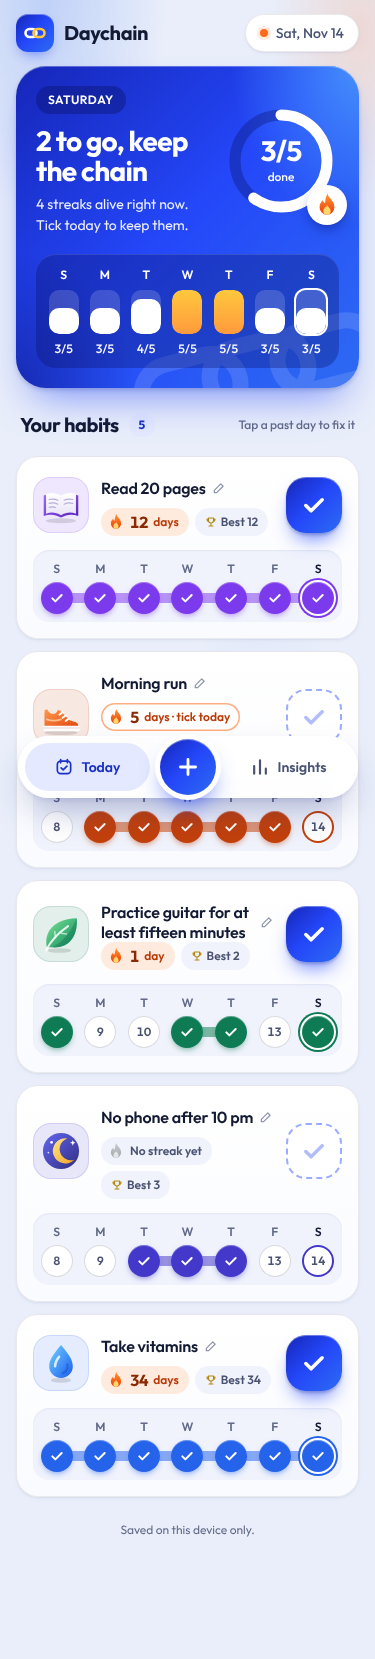 Daychain
Sat, Nov 14
SATURDAY
2 to go, keep
the chain
4 streaks alive right now.
Tick today to keep them.
3/5
done
S M T W T F S
3/5 3/5 4/5 5/5 5/5 3/5 3/5
Your habits 5
Tap a past day to fix it
Read 20 pages
12 days Best 12
S M T W T F S
Morning run
5 days · tick today
Today
Insights
S M T W T F S
8 14
Practice guitar for at
least fifteen minutes
1 day Best 2
S M T W T F S
9 10 13
No phone after 10 pm
No streak yet
Best 3
S M T W T F S
8 9 13 14
Take vitamins
34 days Best 34
S M T W T F S
Saved on this device only.